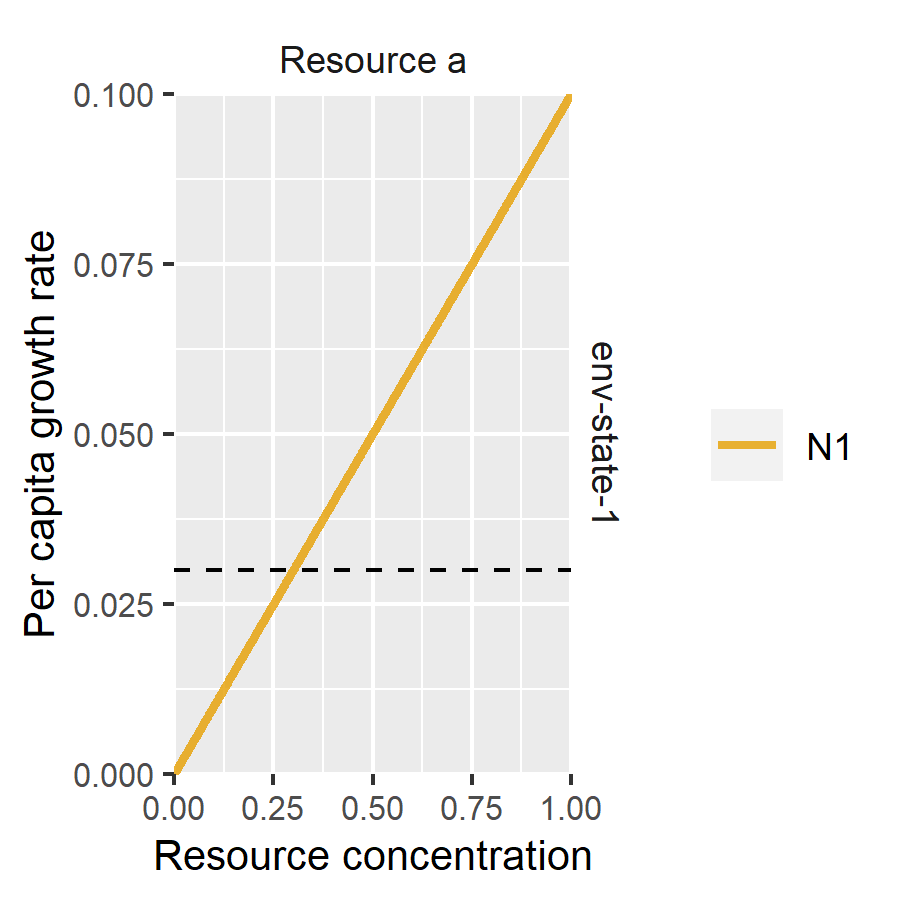 Resource a
Per capita growth rate
0.100
0.075
0.050
0.025
0.000
0.00 0.25 0.50 0.75 1.00
Resource concentration
env-state-1
N1